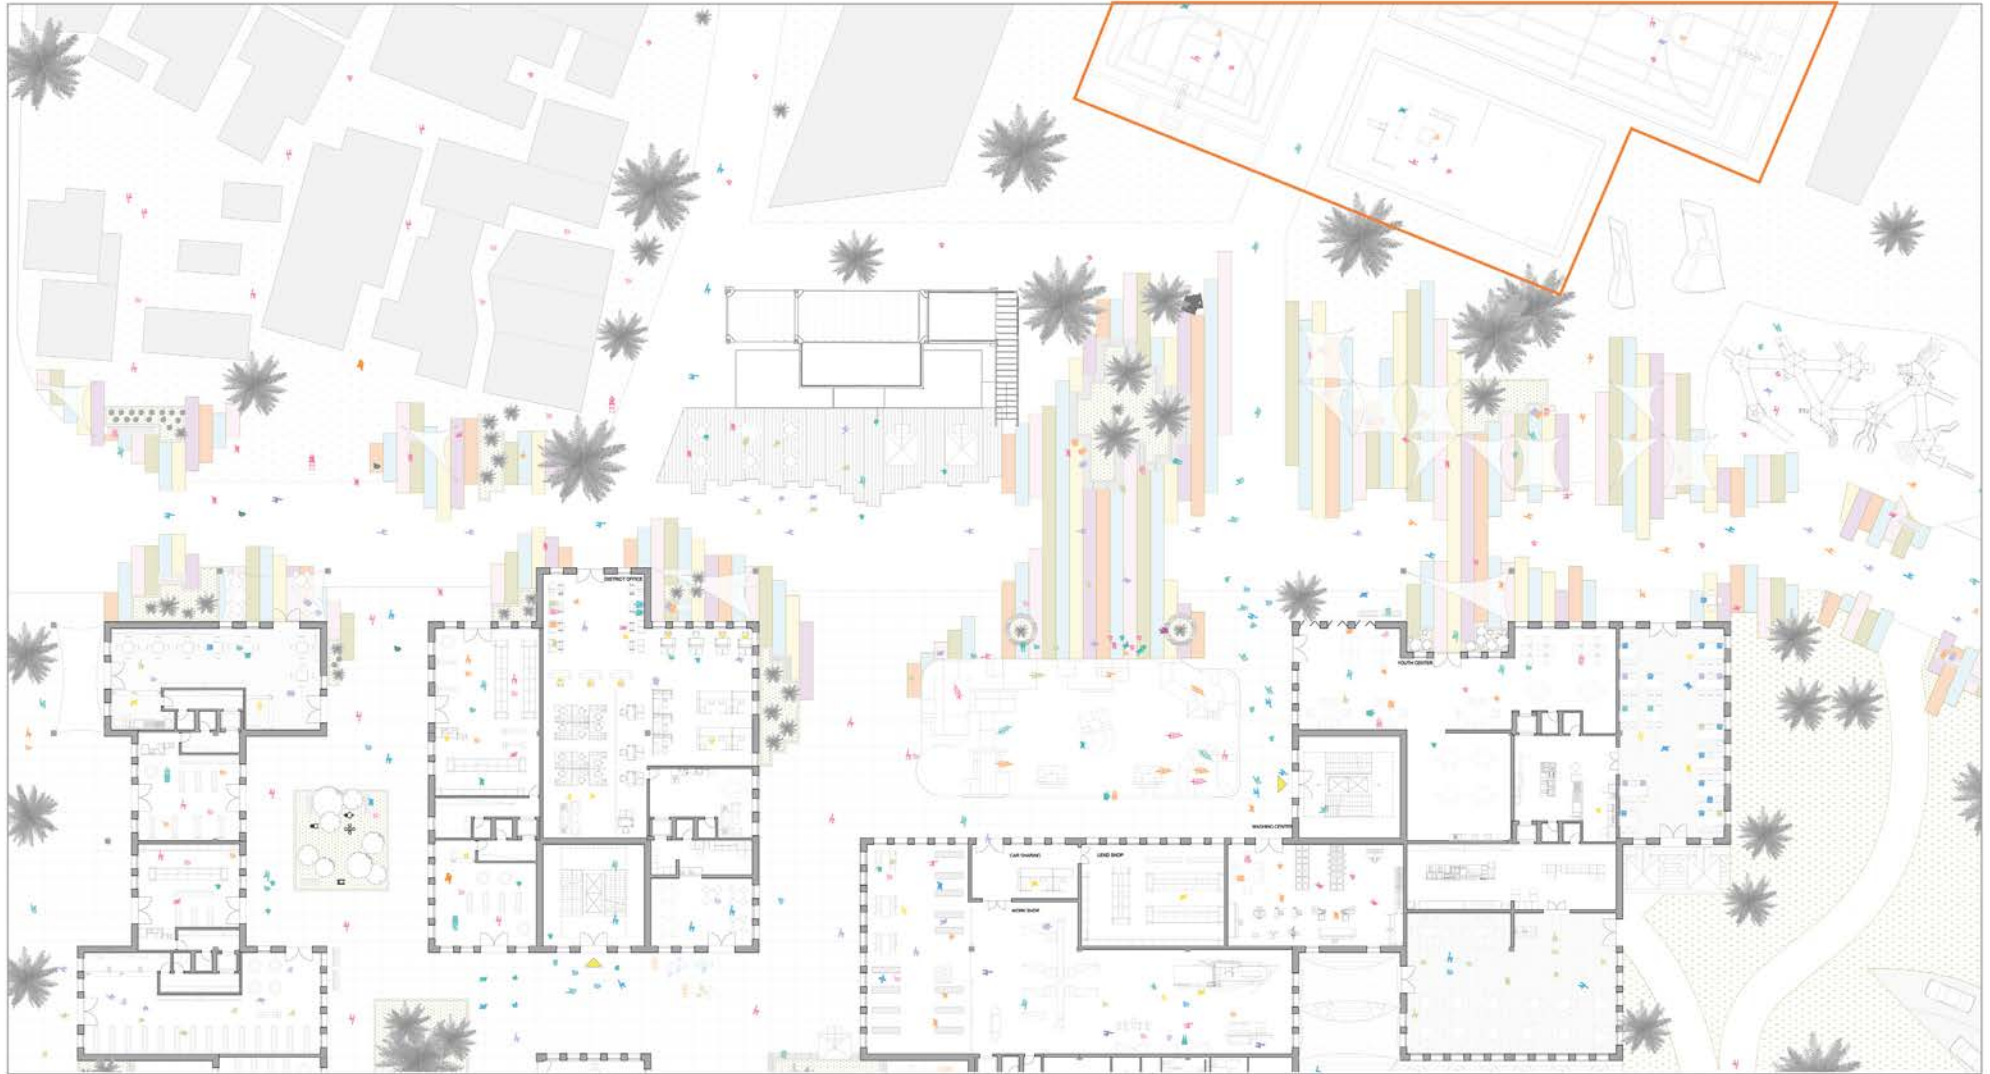 DISTRICT OFFICE
YOUTH CENTER
WASHING CENTER
CAR SHARING
LEND SHOP
WORK SHOP